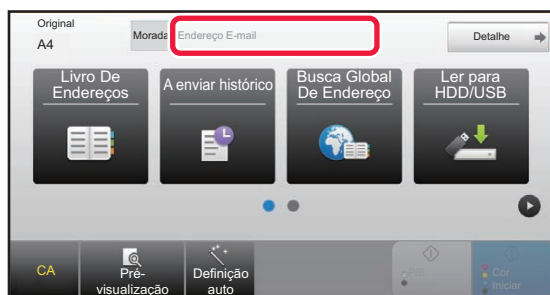 Original
A4
Morada
Endereço E-mail
Detalhe
Livro De
Endereços
A enviar histórico
Busca Global
De Endereço
Ler para
HDD/USB
CA
Pré-
visualização
Definição
auto
Cor
Iniciar